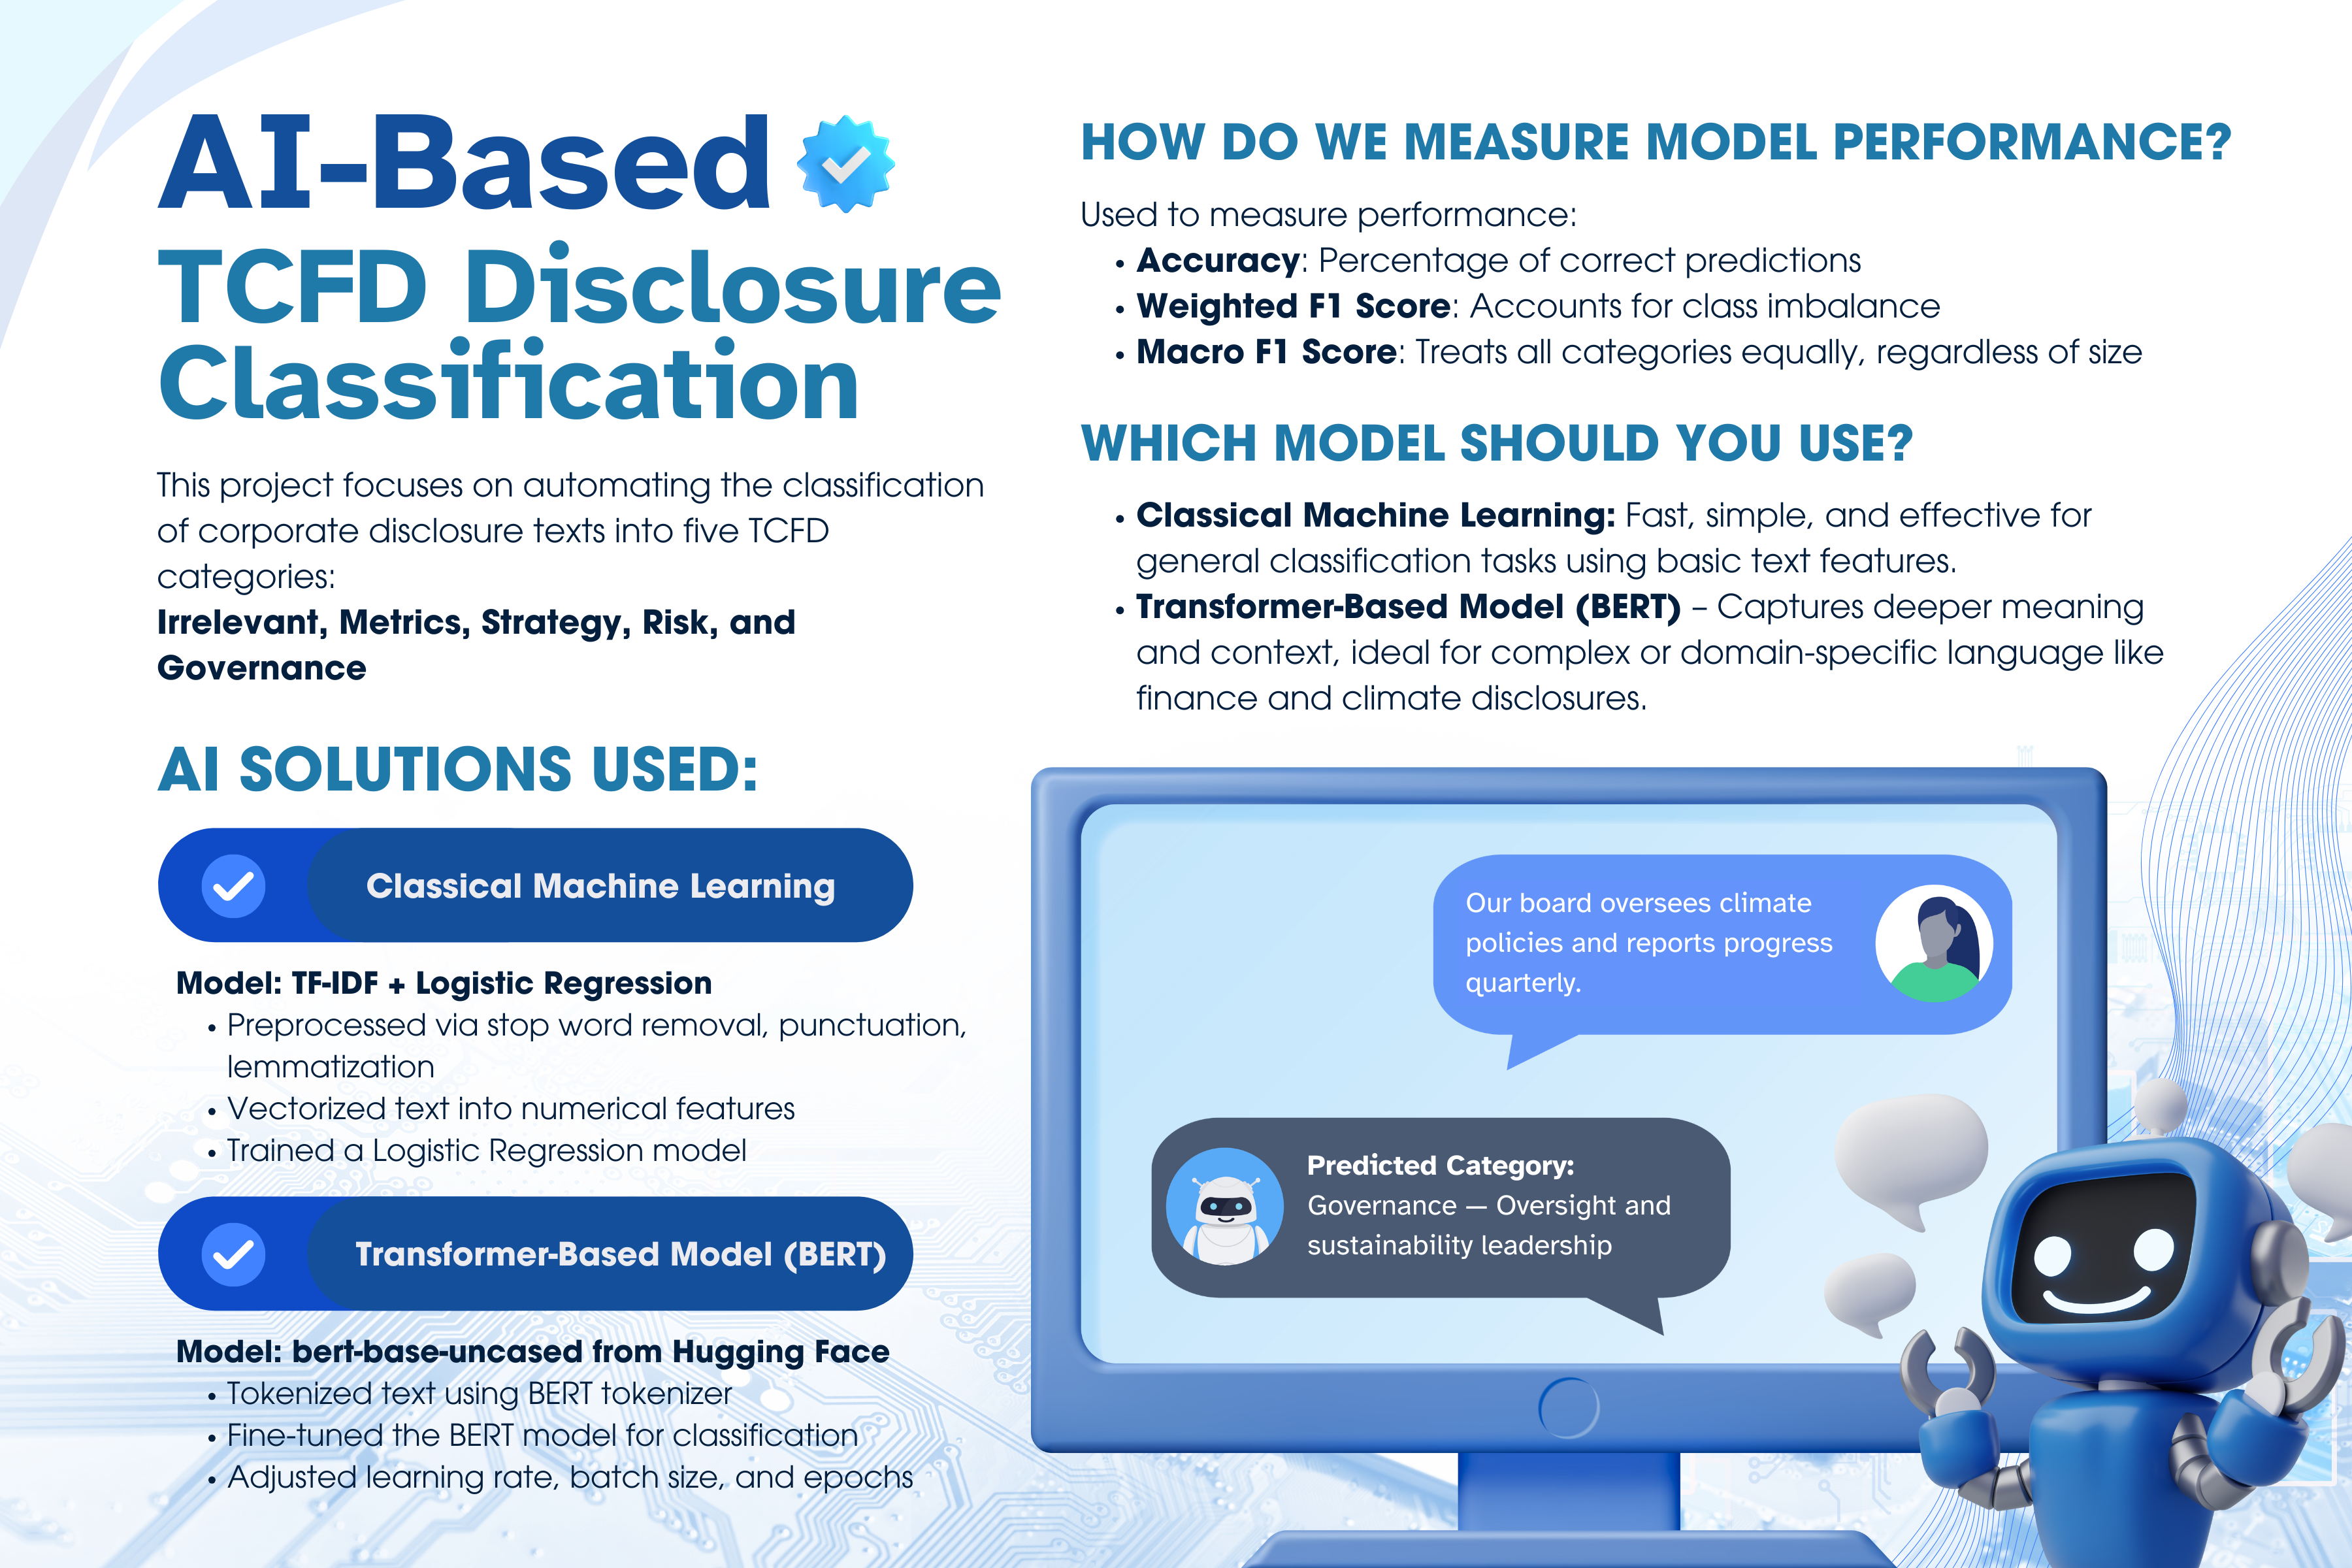 AI-Based
TCFD Disclosure
Classification
This project focuses on automating the classification
of corporate disclosure texts into five TCFD
categories:
Irrelevant, Metrics, Strategy, Risk, and
Governance
AI SOLUTIONS USED:
Classical Machine Learning
Model: TF-IDF + Logistic Regression
• Preprocessed via stop word removal, punctuation,
lemmatization
• Vectorized text into numerical features
• Trained a Logistic Regression model
Transformer-Based Model (BERT)
Model: bert-base-uncased from Hugging Face
• Tokenized text using BERT tokenizer
• Fine-tuned the BERT model for classification
• Adjusted learning rate, batch size, and epochs
HOW DO WE MEASURE MODEL PERFORMANCE?
Used to measure performance:
• Accuracy: Percentage of correct predictions
• Weighted F1 Score: Accounts for class imbalance
• Macro F1 Score: Treats all categories equally, regardless of size
WHICH MODEL SHOULD YOU USE?
• Classical Machine Learning: Fast, simple, and effective for
general classification tasks using basic text features.
• Transformer-Based Model (BERT) – Captures deeper meaning
and context, ideal for complex or domain-specific language like
finance and climate disclosures.
Our board oversees climate
policies and reports progress
quarterly.
Predicted Category:
Governance — Oversight and
sustainability leadership